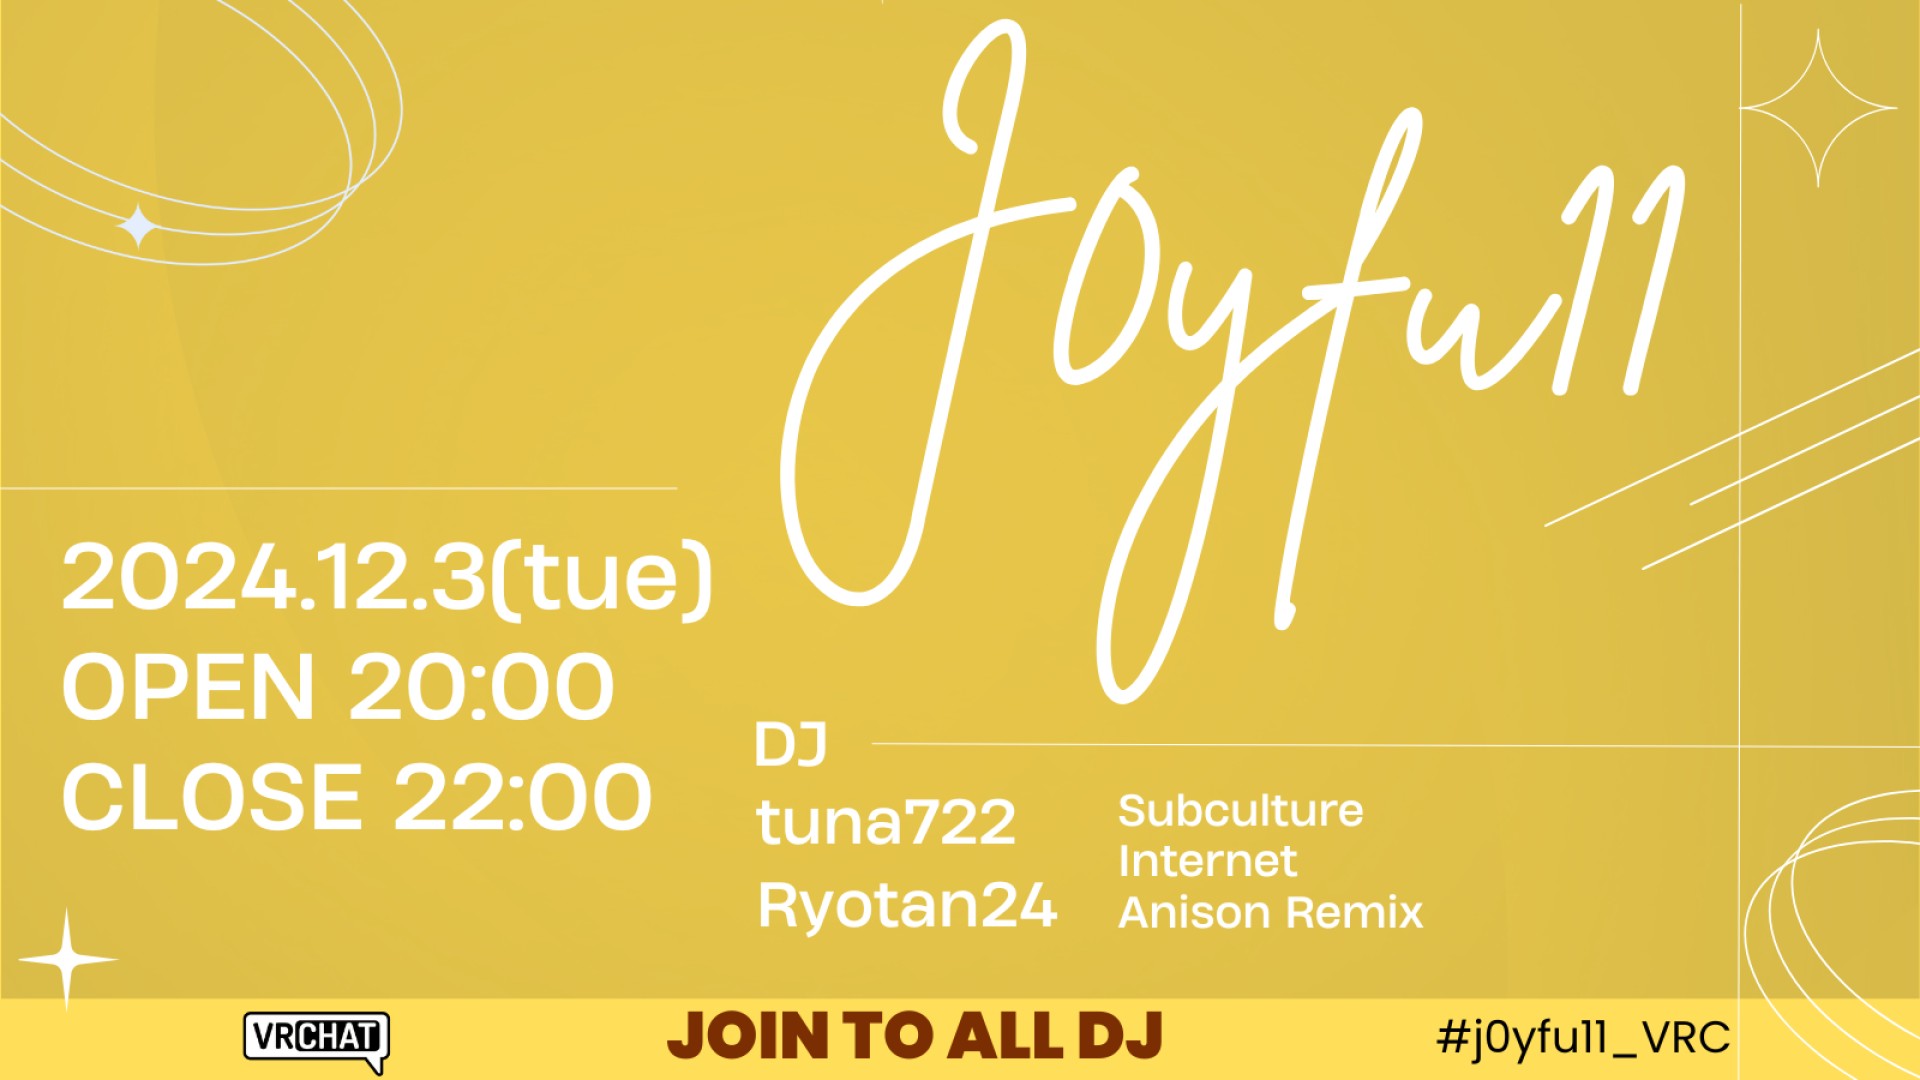 J0yfu11
2024.12.3(tue)
OPEN 20:00
CLOSE 22:00
DJ
tuna722
Ryotan24
Subculture
Internet
Anison Remix
VRCHAT
JOIN TO ALL DJ
#j0yfu11_VRC